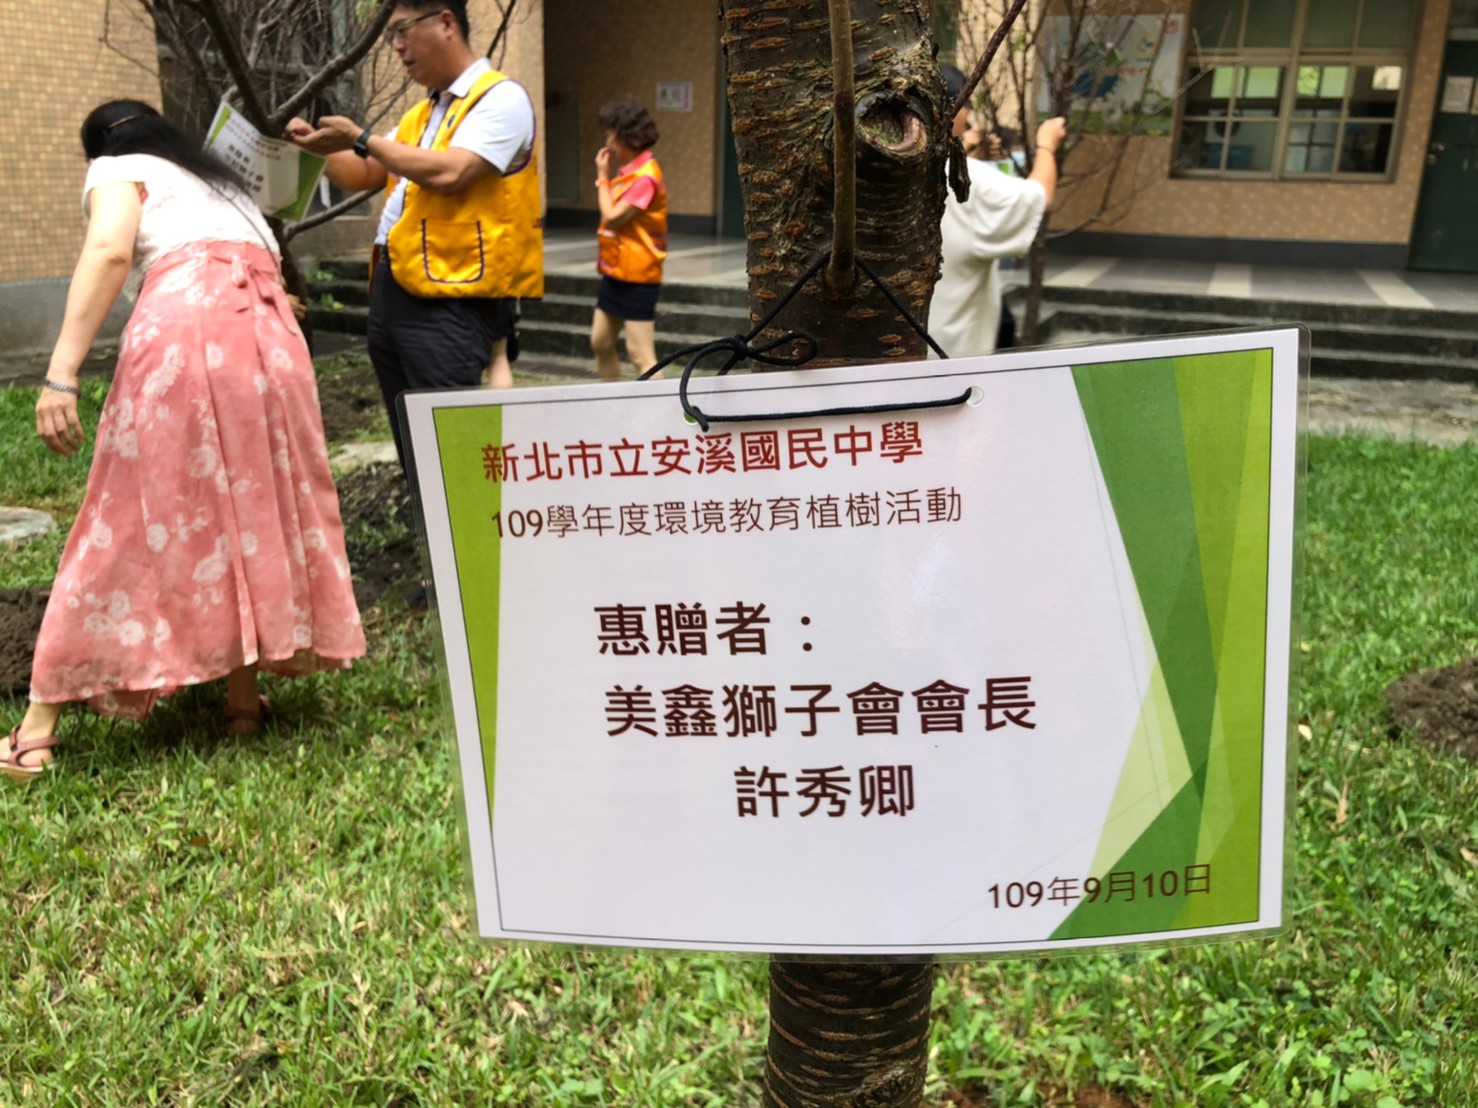 新北市立安溪國民中學
109學年度環境教育植樹活動
惠贈者：
美鑫獅子會會長
許秀卿
109年9月10日